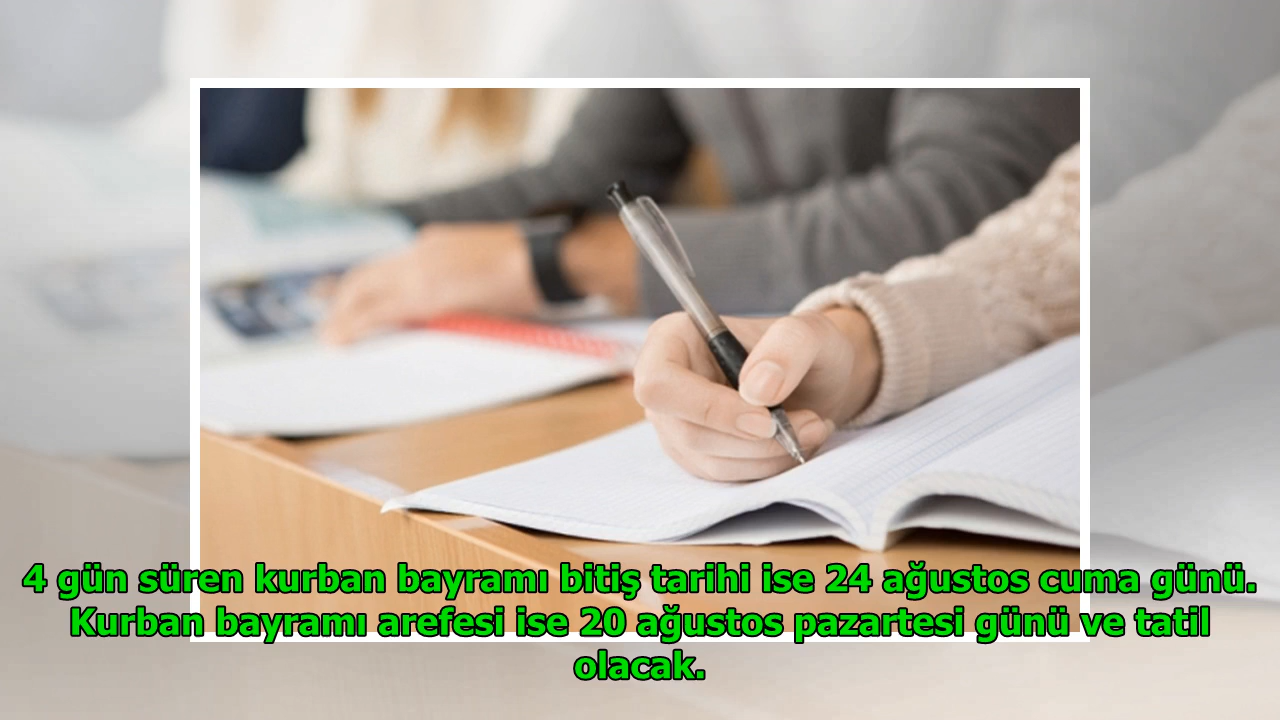 4 gün süren kurban bayramı bitiş tarihi ise 24 ağustos cuma günü.
Kurban bayramı arefesi ise 20 ağustos pazartesi günü ve tatil
olacak.